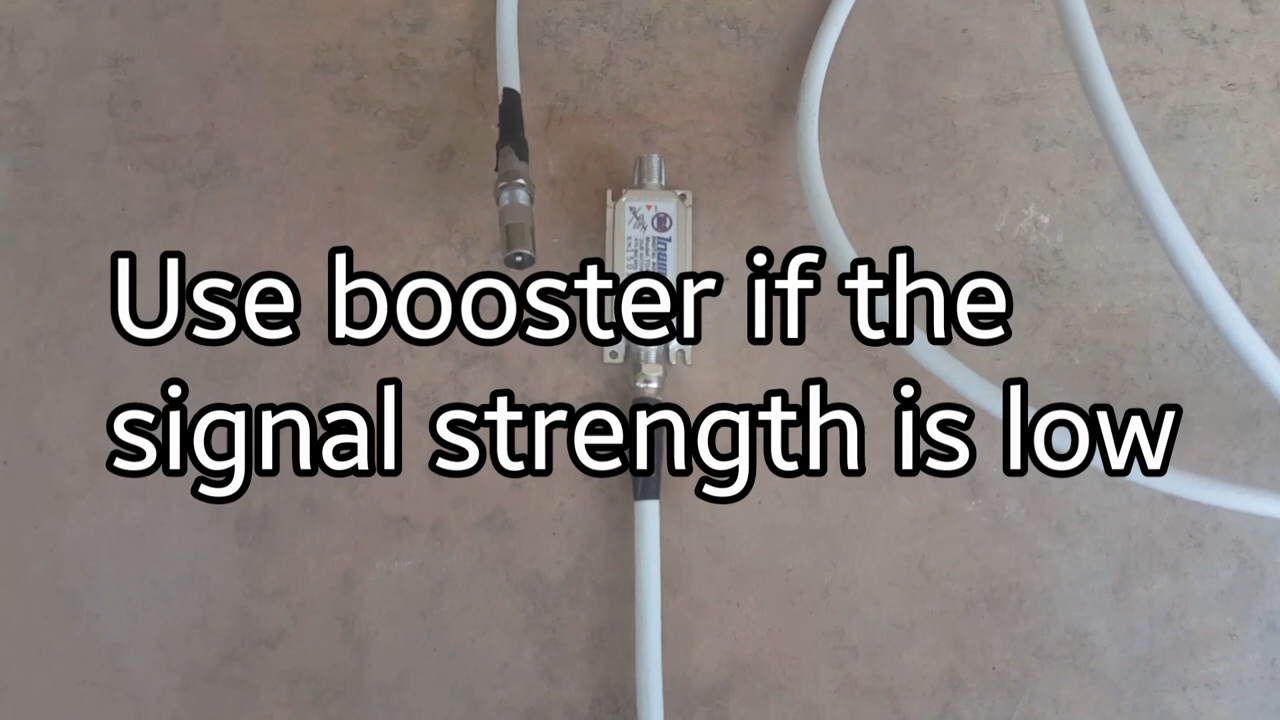 Use booster if the
signal strength is low